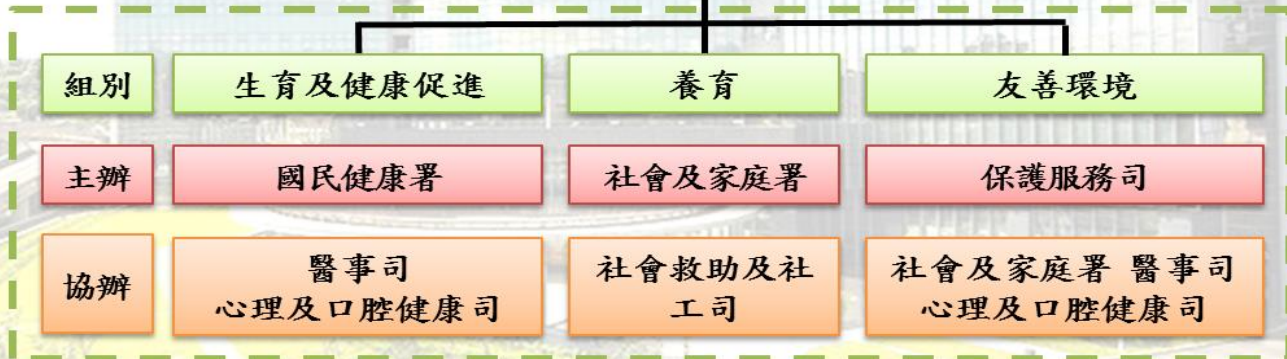 組別 生育及健康促進 養育 友善環境
主辦 國民健康署 社會及家庭署 保護服務司
協辦 醫事司 社會救助及社 社會及家庭署 醫事司
心理及口腔健康司 工司 心理及口腔健康司